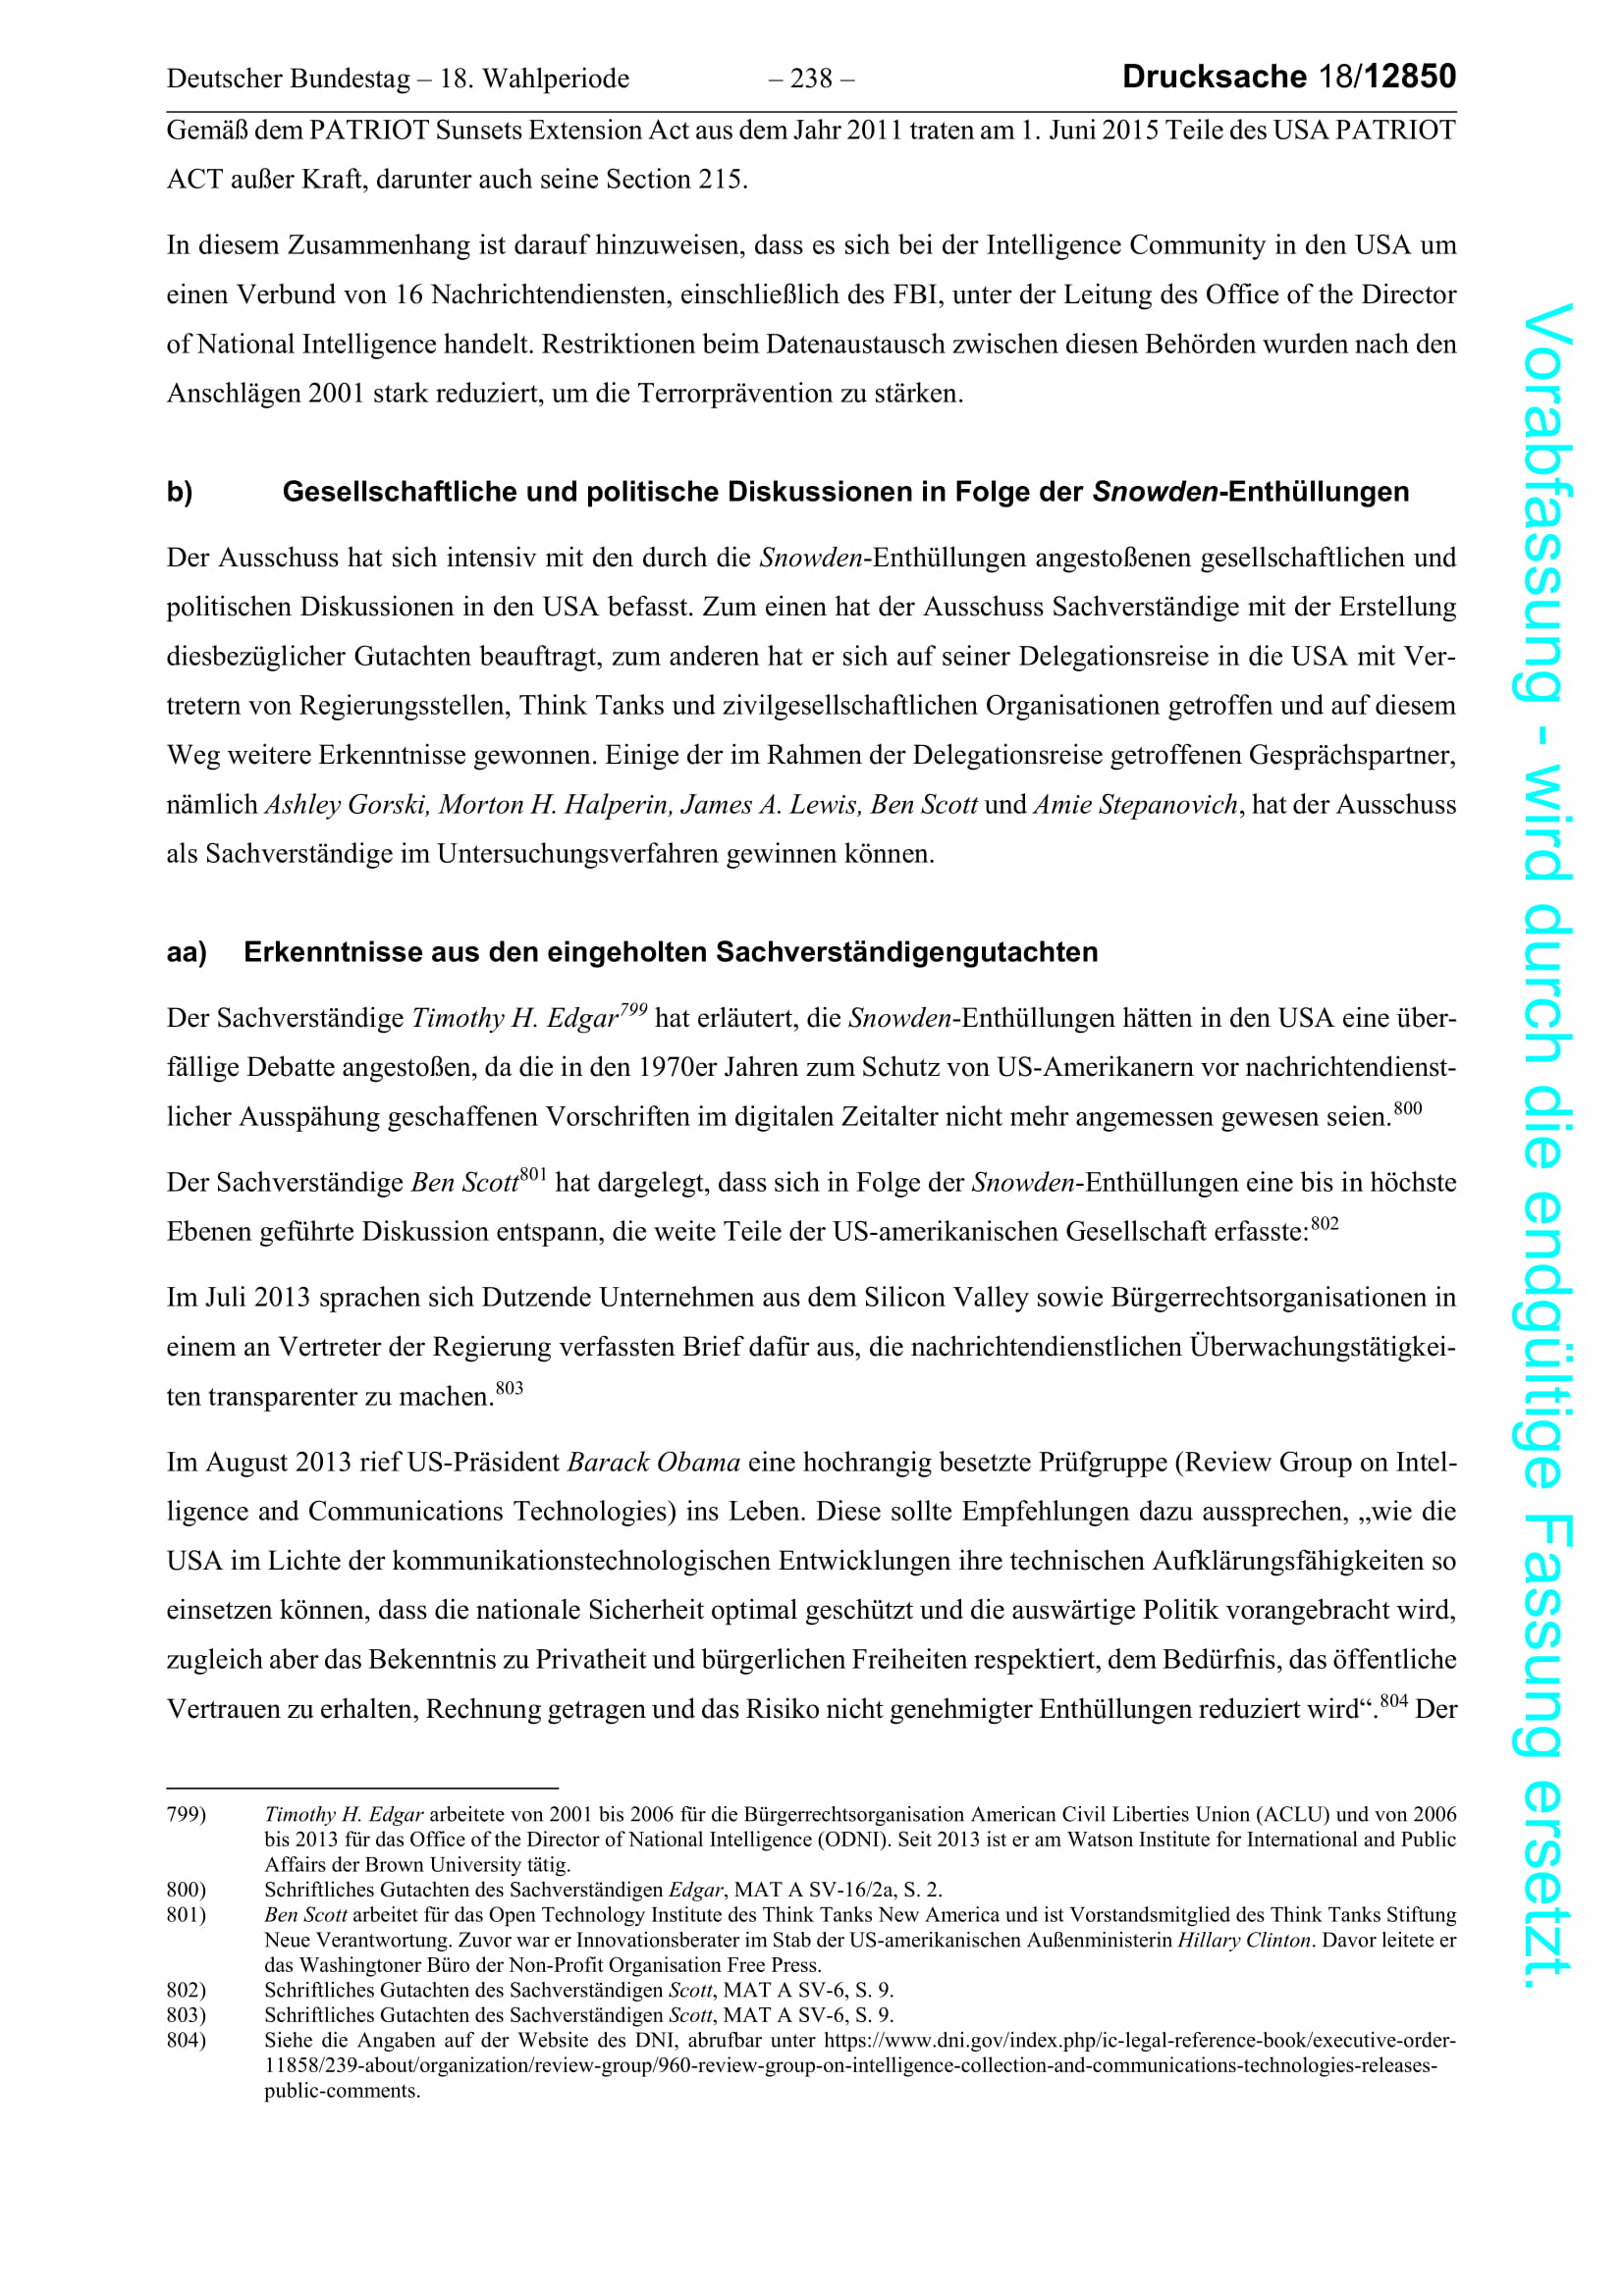 Deutscher Bundestag – 18. Wahlperiode – 238 – Drucksache 18/12850
Gemäß dem PATRIOT Sunsets Extension Act aus dem Jahr 2011 traten am 1. Juni 2015 Teile des USA PATRIOT
ACT außer Kraft, darunter auch seine Section 215.
In diesem Zusammenhang ist darauf hinzuweisen, dass es sich bei der Intelligence Community in den USA um
einen Verbund von 16 Nachrichtendiensten, einschließlich des FBI, unter der Leitung des Office of the Director
of National Intelligence handelt. Restriktionen beim Datenaustausch zwischen diesen Behörden wurden nach den
Anschlägen 2001 stark reduziert, um die Terrorprävention zu stärken.
b) Gesellschaftliche und politische Diskussionen in Folge der Snowden-Enthüllungen
Der Ausschuss hat sich intensiv mit den durch die Snowden-Enthüllungen angestoßenen gesellschaftlichen und
politischen Diskussionen in den USA befasst. Zum einen hat der Ausschuss Sachverständige mit der Erstellung
diesbezüglicher Gutachten beauftragt, zum anderen hat er sich auf seiner Delegationsreise in die USA mit Ver-
tretern von Regierungsstellen, Think Tanks und zivilgesellschaftlichen Organisationen getroffen und auf diesem
Weg weitere Erkenntnisse gewonnen. Einige der im Rahmen der Delegationsreise getroffenen Gesprächspartner,
nämlich Ashley Gorski, Morton H. Halperin, James A. Lewis, Ben Scott und Amie Stepanovich, hat der Ausschuss
als Sachverständige im Untersuchungsverfahren gewinnen können.
aa) Erkenntnisse aus den eingeholten Sachverständigengutachten
Der Sachverständige Timothy H. Edgar799 hat erläutert, die Snowden-Enthüllungen hätten in den USA eine über-
fällige Debatte angestoßen, da die in den 1970er Jahren zum Schutz von US-Amerikanern vor nachrichtendienst-
licher Ausspähung geschaffenen Vorschriften im digitalen Zeitalter nicht mehr angemessen gewesen seien.800
Der Sachverständige Ben Scott801 hat dargelegt, dass sich in Folge der Snowden-Enthüllungen eine bis in höchste
Ebenen geführte Diskussion entspann, die weite Teile der US-amerikanischen Gesellschaft erfasste:802
Im Juli 2013 sprachen sich Dutzende Unternehmen aus dem Silicon Valley sowie Bürgerrechtsorganisationen in
einem an Vertreter der Regierung verfassten Brief dafür aus, die nachrichtendienstlichen Überwachungstätigkei-
ten transparenter zu machen.803
Im August 2013 rief US-Präsident Barack Obama eine hochrangig besetzte Prüfgruppe (Review Group on Intel-
ligence and Communications Technologies) ins Leben. Diese sollte Empfehlungen dazu aussprechen, „wie die
USA im Lichte der kommunikationstechnologischen Entwicklungen ihre technischen Aufklärungsfähigkeiten so
einsetzen können, dass die nationale Sicherheit optimal geschützt und die auswärtige Politik vorangebracht wird,
zugleich aber das Bekenntnis zu Privatheit und bürgerlichen Freiheiten respektiert, dem Bedürfnis, das öffentliche
Vertrauen zu erhalten, Rechnung getragen und das Risiko nicht genehmigter Enthüllungen reduziert wird“.804 Der
799) Timothy H. Edgar arbeitete von 2001 bis 2006 für die Bürgerrechtsorganisation American Civil Liberties Union (ACLU) und von 2006
bis 2013 für das Office of the Director of National Intelligence (ODNI). Seit 2013 ist er am Watson Institute for International and Public
Affairs der Brown University tätig.
800) Schriftliches Gutachten des Sachverständigen Edgar, MAT A SV-16/2a, S. 2.
801) Ben Scott arbeitet für das Open Technology Institute des Think Tanks New America und ist Vorstandsmitglied des Think Tanks Stiftung
Neue Verantwortung. Zuvor war er Innovationsberater im Stab der US-amerikanischen Außenministerin Hillary Clinton. Davor leitete er
das Washingtoner Büro der Non-Profit Organisation Free Press.
802) Schriftliches Gutachten des Sachverständigen Scott, MAT A SV-6, S. 9.
803) Schriftliches Gutachten des Sachverständigen Scott, MAT A SV-6, S. 9.
804) Siehe die Angaben auf der Website des DNI, abrufbar unter https://www.dni.gov/index.php/ic-legal-reference-book/executive-order-
11858/239-about/organization/review-group/960-review-group-on-intelligence-collection-and-communications-technologies-releases-
public-comments.
Vorabfassung - wird durch die endgültige Fassung ersetzt.